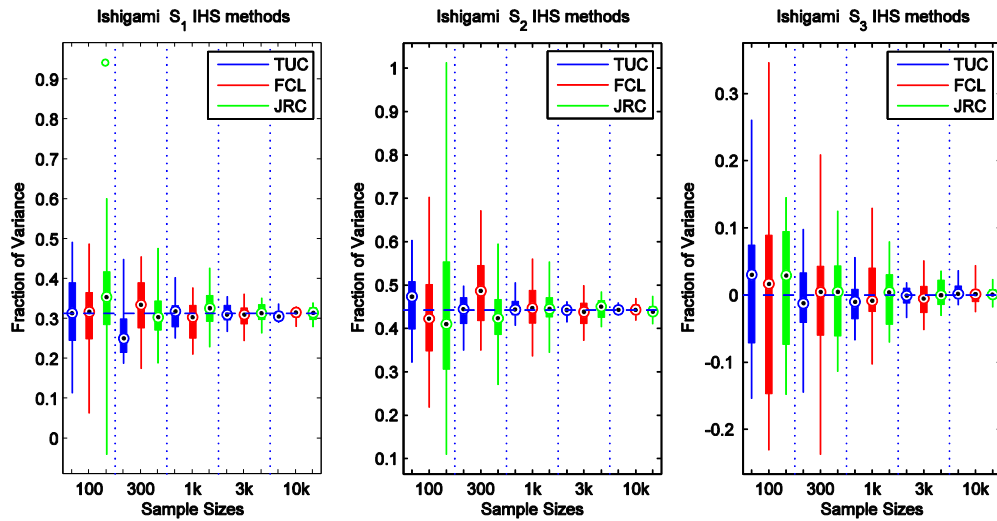 Ishigami S1 IHS methods
Fraction of Variance
0.9
0.8
0.7
0.6
0.5
0.4
0.3
0.2
0.1
0
TUC
FCL
JRC
100 300 1k 3k 10k
Sample Sizes
Ishigami S2 IHS methods
Fraction of Variance
1
0.9
0.8
0.7
0.6
0.5
0.4
0.3
0.2
0.1
TUC
FCL
JRC
100 300 1k 3k 10k
Sample Sizes
Ishigami S3 IHS methods
Fraction of Variance
0.3
0.2
0.1
0
-0.1
-0.2
TUC
FCL
JRC
100 300 1k 3k 10k
Sample Sizes